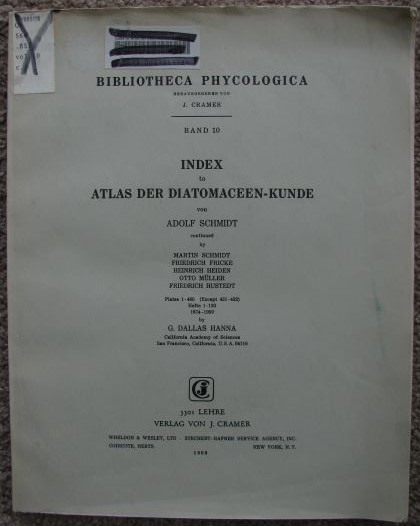 BIBLIOTHECA PHYCOLOGICA
HERAUSGEGEBEN VON
J. CRAMER
BAND 10
INDEX
to
ATLAS DER DIATOMACEEN-KUNDE
von
ADOLF SCHMIDT
continued
by
MARTIN SCHMIDT
FRIEDRICH FRICKE
HEINRICH HEIDEN
OTTO MÜLLER
FRIEDRICH HUSTEDT
Plates 1-480 (Except 421-432)
Hefte 1-120
1874-1959
by
G. DALLAS HANNA
California Academy of Sciences
San Francisco, California, U.S.A. 94118
3301 LEHRE
VERLAG VON J. CRAMER
WHELDON & WESLEY, LTD STECHERT-HAFNER SERVICE AGENCY, INC.
CODICOTE, HERTS. NEW YORK, N.Y.
1969